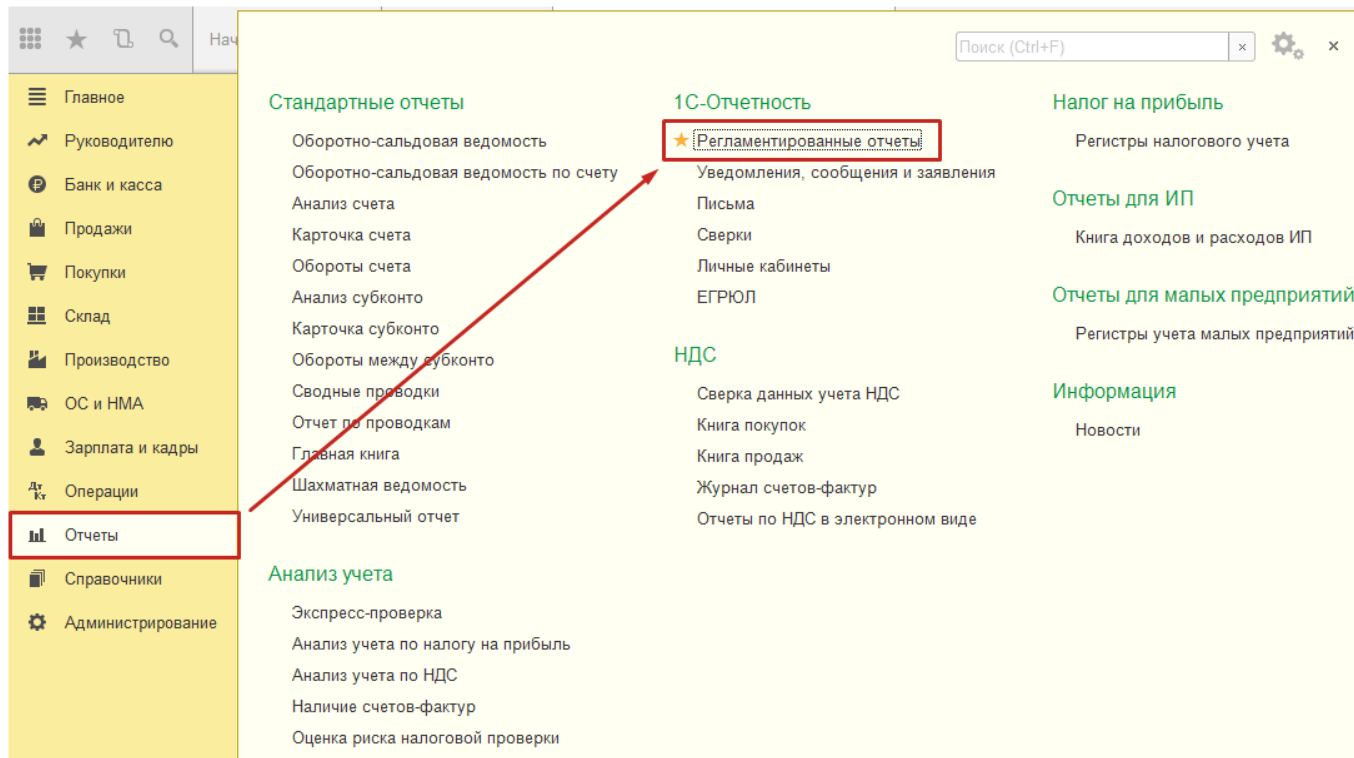 Нач
Поиск (Ctrl+F)
Главное
Руководителю
Банк и касса
Продажи
Покупки
Склад
Производство
ОС и НМА
Зарплата и кадры
Дт
Кт
Операции
Отчеты
Справочники
Администрирование
Стандартные отчеты
Оборотно-сальдовая ведомость
Оборотно-сальдовая ведомость по счету
Анализ счета
Карточка счета
Обороты счета
Анализ субконто
Карточка субконто
Обороты между субконто
Сводные проводки
Отчет по проводкам
Главная книга
Шахматная ведомость
Универсальный отчет
Анализ учета
Экспресс-проверка
Анализ учета по налогу на прибыль
Анализ учета по НДС
Наличие счетов-фактур
Оценка риска налоговой проверки
1С-Отчетность
Регламентированные отчеты
Уведомления, сообщения и заявления
Письма
Сверки
Личные кабинеты
ЕГРЮЛ
НДС
Сверка данных учета НДС
Книга покупок
Книга продаж
Журнал счетов-фактур
Отчеты по НДС в электронном виде
Налог на прибыль
Регистры налогового учета
Отчеты для ИП
Книга доходов и расходов ИП
Отчеты для малых предприятий
Регистры учета малых предприятий
Информация
Новости